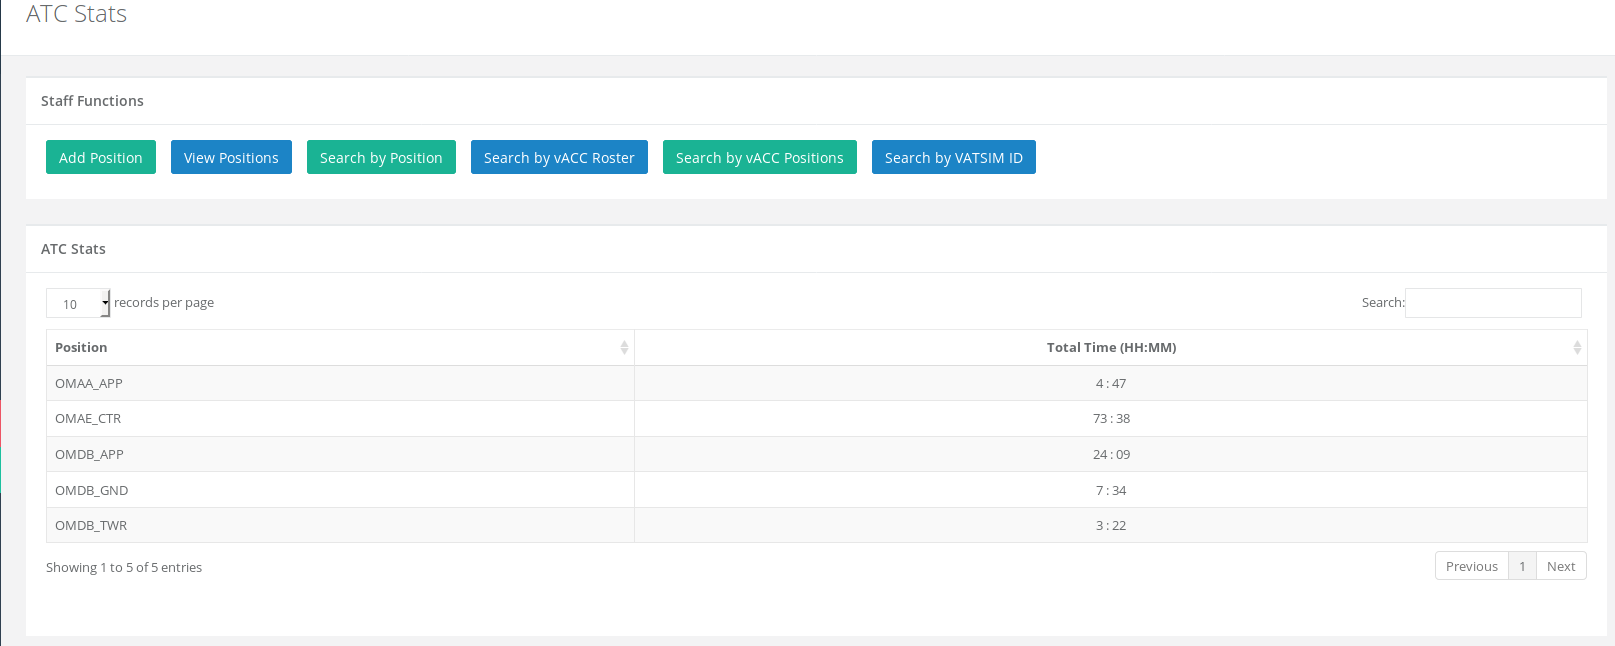 ATC Stats
Staff Functions
Add Position View Positions Search by Position Search by vACC Roster Search by vACC Positions Search by VATSIM ID
ATC Stats
10 records per page Search:
Position Total Time (HH:MM)
OMAA_APP 4 : 47
OMAE_CTR 73 : 38
OMDB_APP 24 : 09
OMDB_GND 7 : 34
OMDB_TWR 3 : 22
Showing 1 to 5 of 5 entries Previous 1 Next